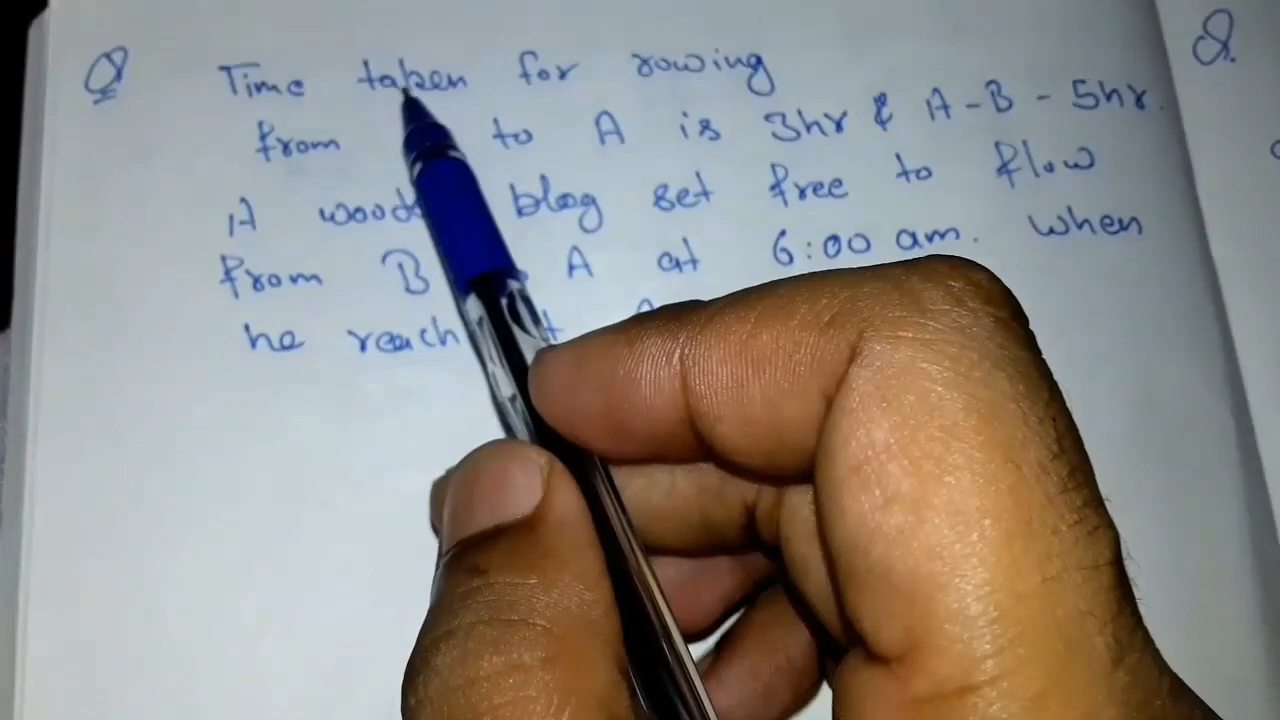 Q Time taken for rowing
from to A is 3hr & A-B-5hr.
A blog set free to flow
from B A at 6:00 am. when
he reach
Q.